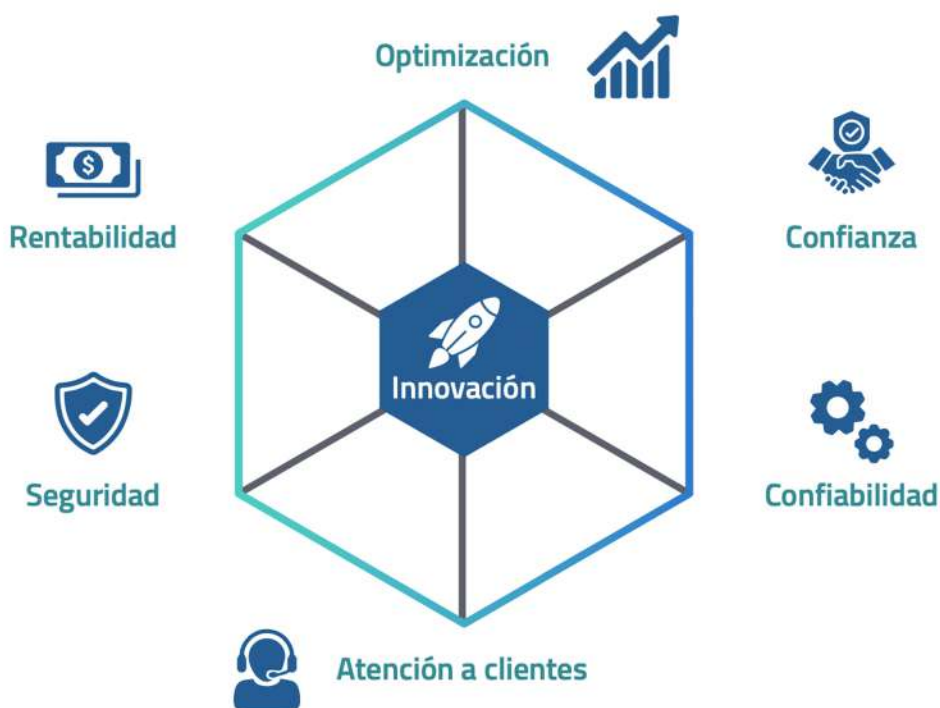 Optimización
$
Rentabilidad
Confianza
Innovación
Seguridad
Confiabilidad
Atención a clientes